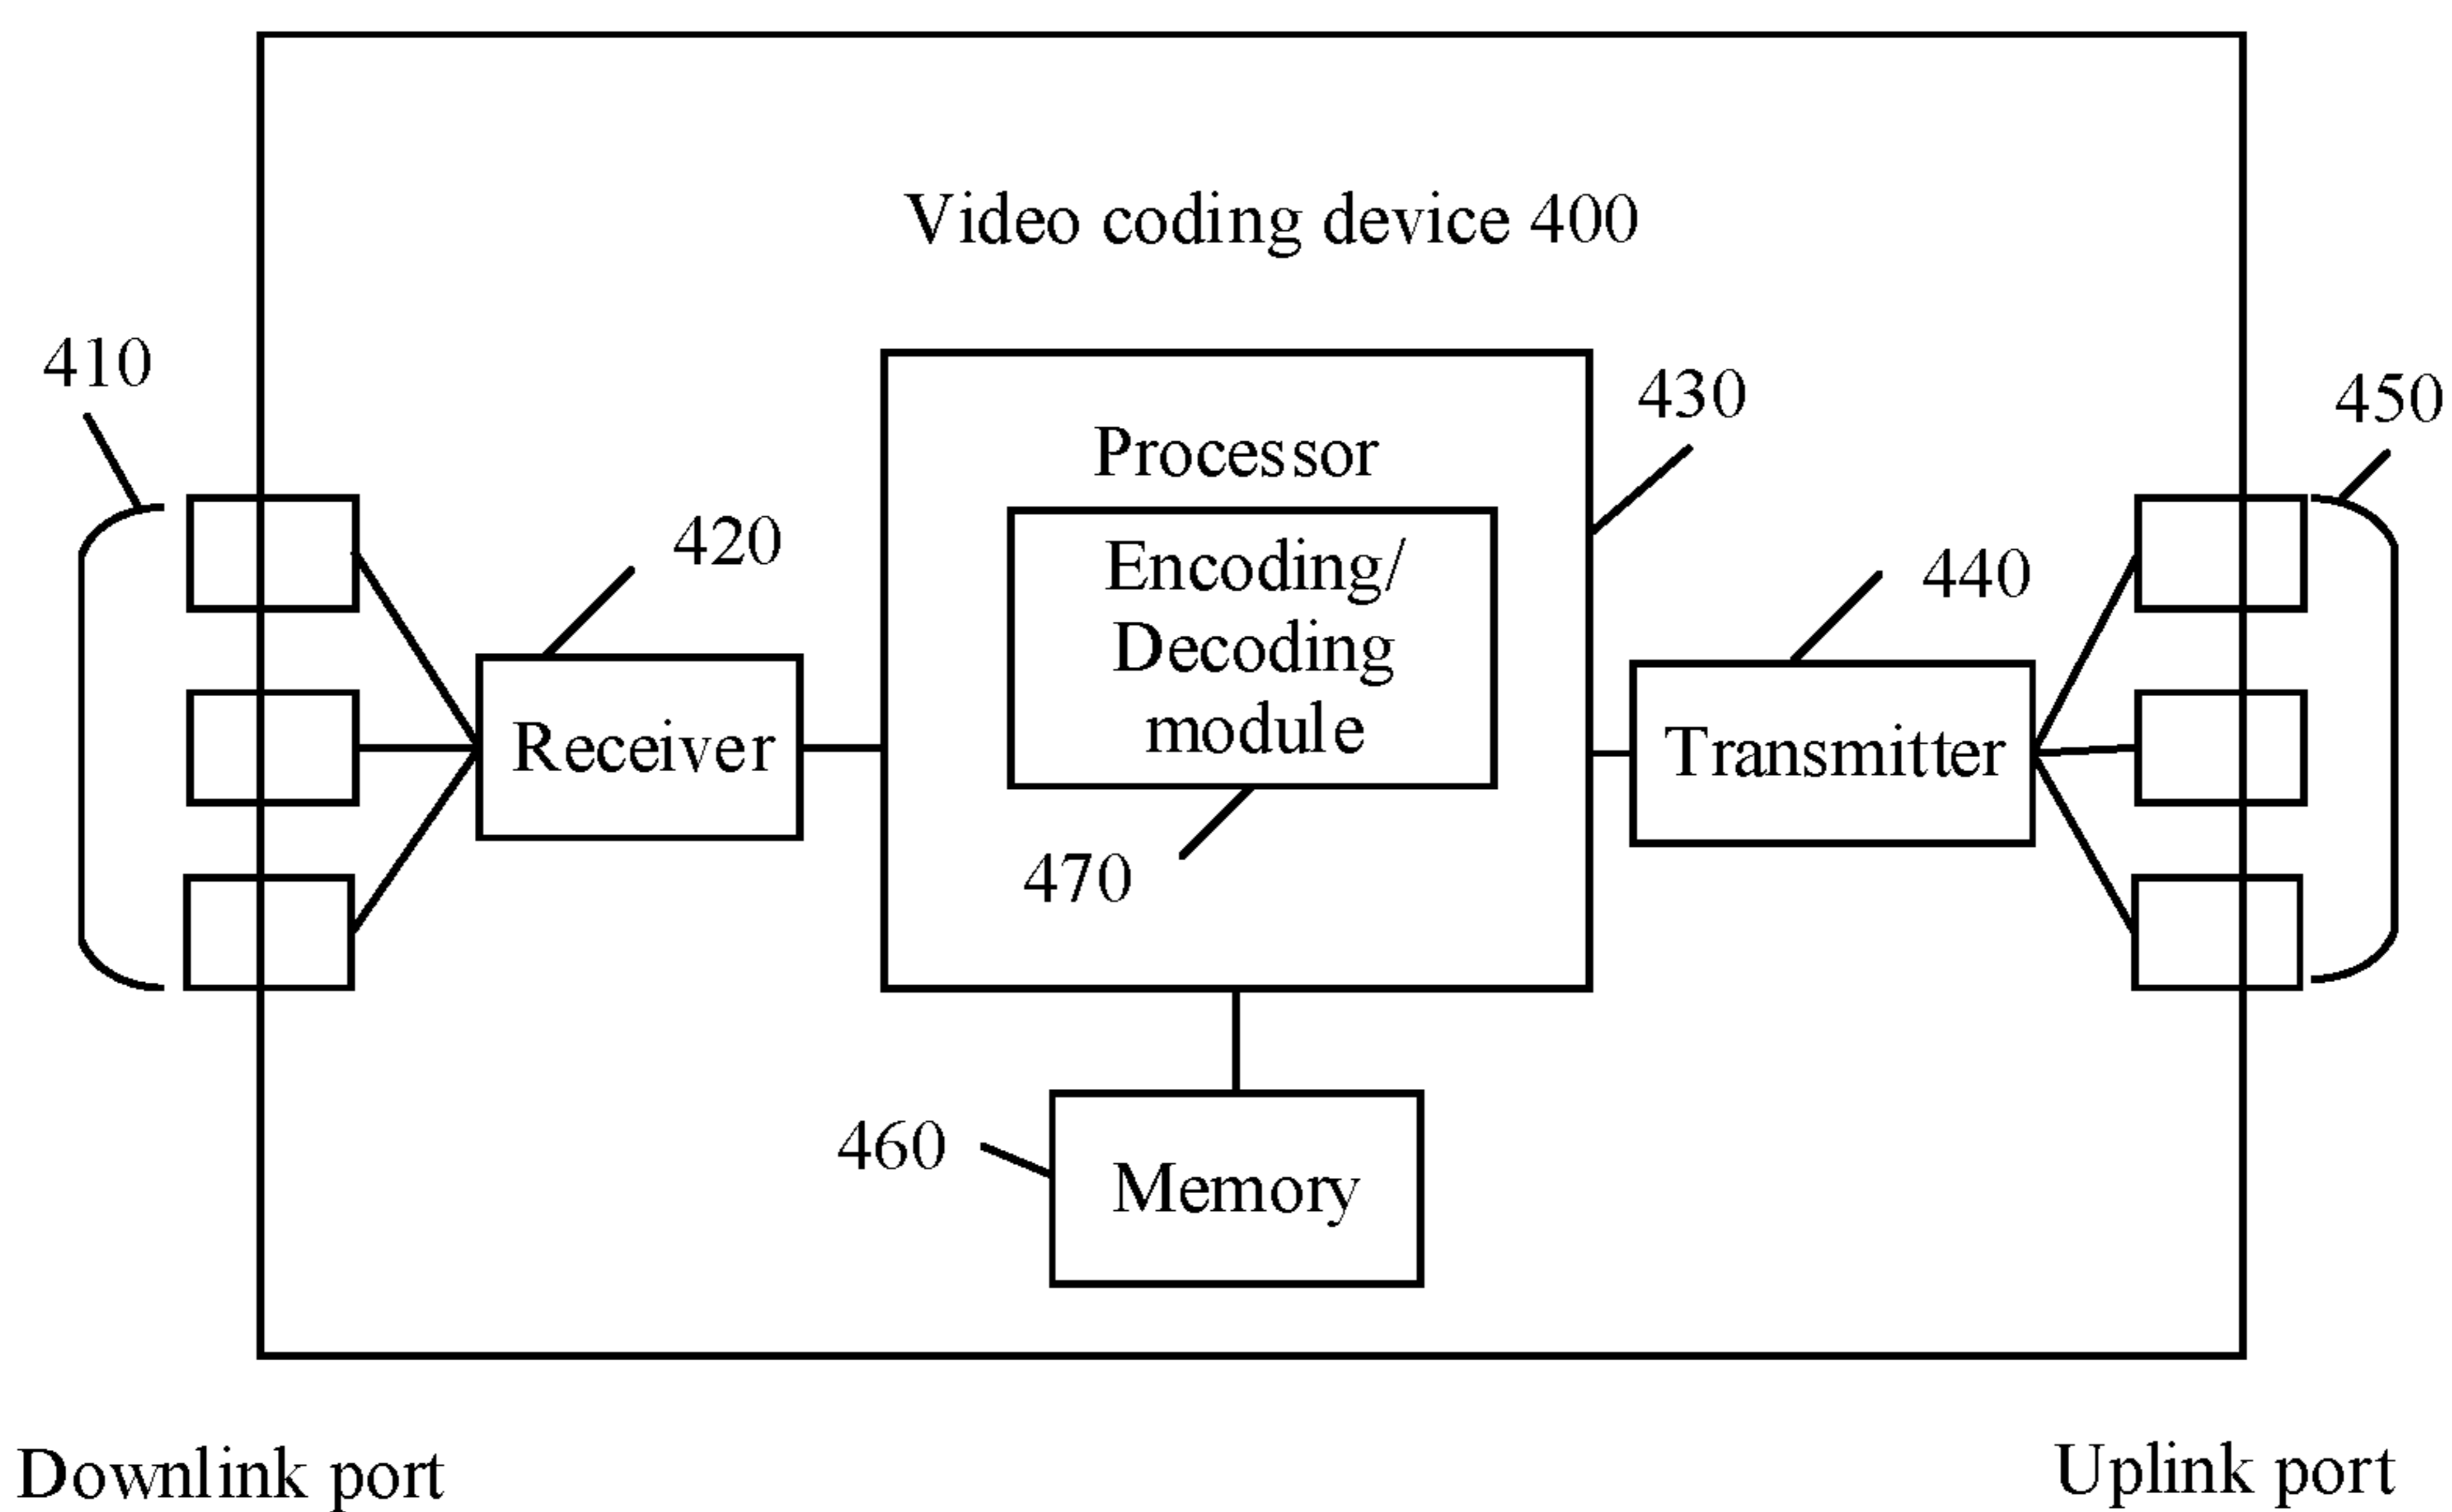 Video coding device 400
410
430
450
Processor
420
Encoding/
Decoding
module
440
Receiver
Transmitter
470
460
Memory
Downlink port
Uplink port